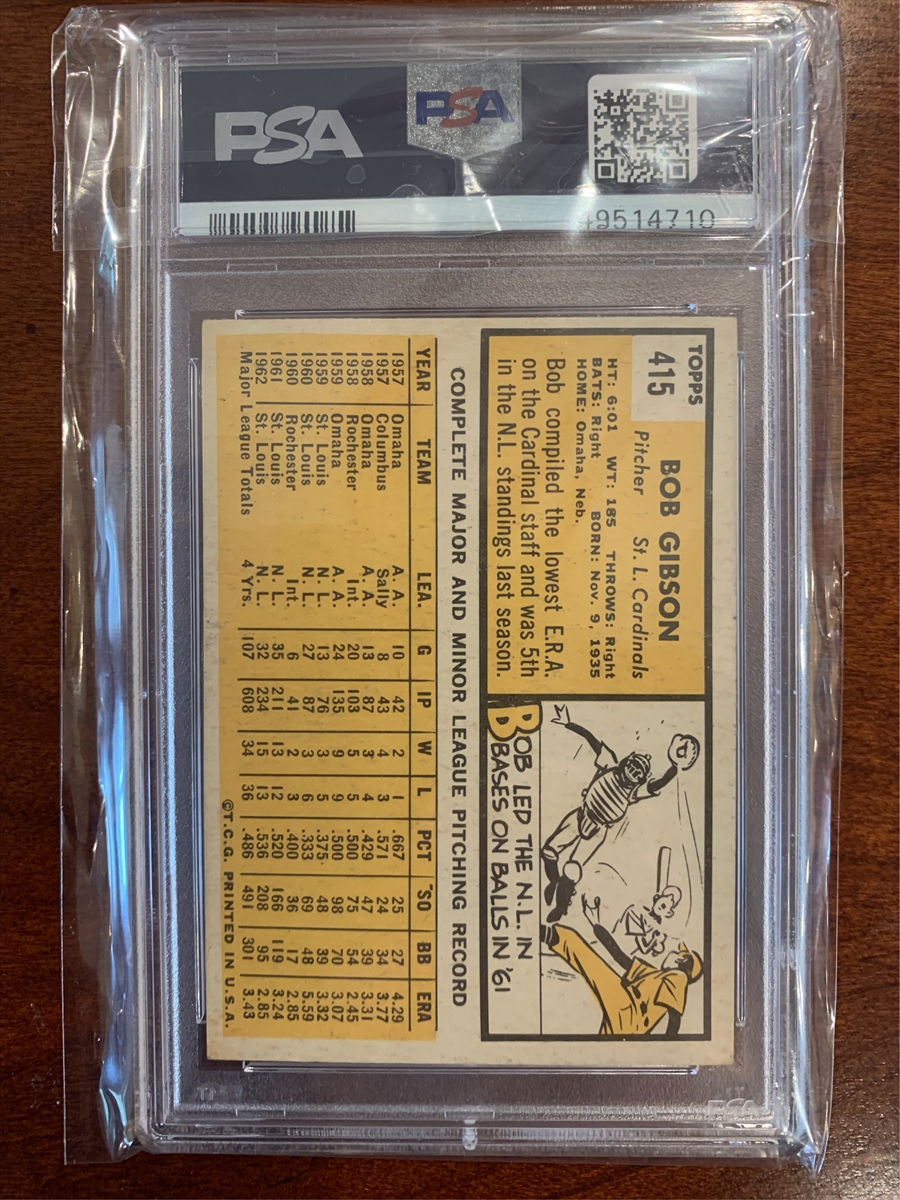 PSA
PSA
49514710
TOPPS
415
BOB GIBSON
Pitcher St. L. Cardinals
HT: 6:01 WT: 185 THROWS: Right
BATS: Right BORN: Nov. 9, 1935
HOME: Omaha, Neb.
Bob compiled the lowest E.R.A.
on the Cardinal staff and was 5th
in the N.L. standings last season.
BOB LED THE N.L. IN
BASES ON BALLS IN '61
COMPLETE MAJOR AND MINOR LEAGUE PITCHING RECORD
YEAR TEAM LEA. G IP W L PCT SO BB ERA
1957 Omaha A. A. 10 42 2 1 .667 25 27 4.29
1957 Columbus Sally 8 43 4 3 .571 24 34 3.77
1958 Omaha A. A. 13 87 3 4 .429 47 39 3.31
1958 Rochester Int. 20 103 5 5 .500 75 54 2.45
1959 Omaha A. A. 24 135 9 9 .500 98 70 3.07
1959 St. Louis N. L. 13 76 3 5 .375 48 39 3.32
1960 St. Louis N. L. 27 87 3 6 .333 69 48 5.59
1960 Rochester Int. 6 41 2 3 .400 36 17 2.85
1961 St. Louis N. L. 35 211 13 12 .520 166 119 3.24
1962 St. Louis N. L. 32 234 15 13 .536 208 95 2.85
Major League Totals 4 Yrs. 107 608 34 36 .486 491 301 3.43
©T.C.G. PRINTED IN U.S.A.
PSA